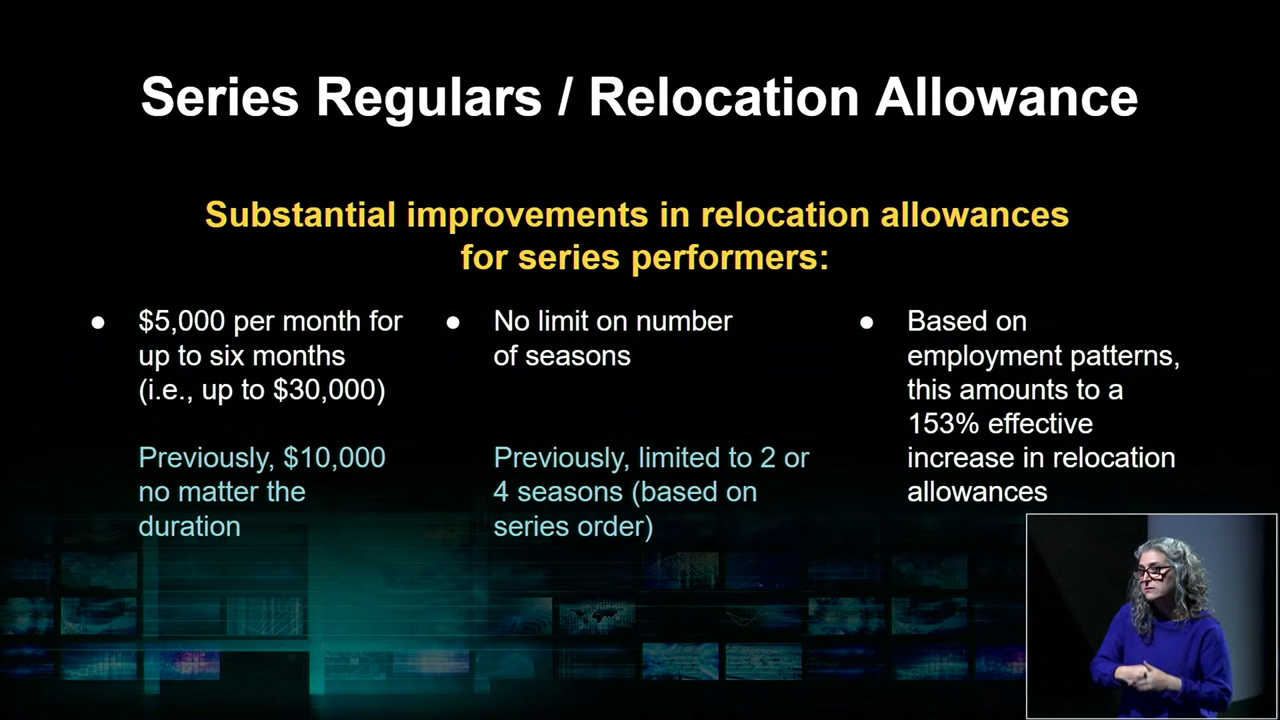 Series Regulars / Relocation Allowance
Substantial improvements in relocation allowances
for series performers:
● $5,000 per month for
up to six months
(i.e., up to $30,000)
Previously, $10,000
no matter the
duration
● No limit on number
of seasons
Previously, limited to 2 or
4 seasons (based on
series order)
● Based on
employment patterns,
this amounts to a
153% effective
increase in relocation
allowances